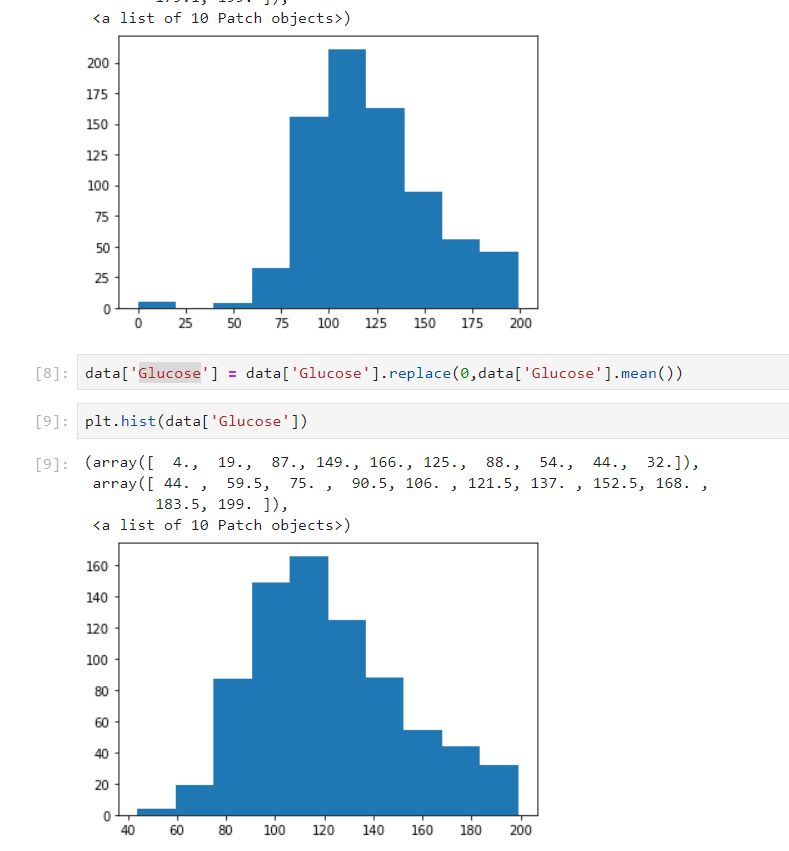 <a list of 10 Patch objects>)
200
175
150
125
100
75
50
25
0
0 25 50 75 100 125 150 175 200
[8]: data['Glucose'] = data['Glucose'].replace(0,data['Glucose'].mean())
[9]: plt.hist(data['Glucose'])
[9]: (array([  4.,  19.,  87., 149., 166., 125.,  88.,  54.,  44.,  32.]),
array([ 44. ,  59.5,  75. ,  90.5, 106. , 121.5, 137. , 152.5, 168. ,
183.5, 199. ]),
<a list of 10 Patch objects>)
160
140
120
100
80
60
40
20
0
40 60 80 100 120 140 160 180 200